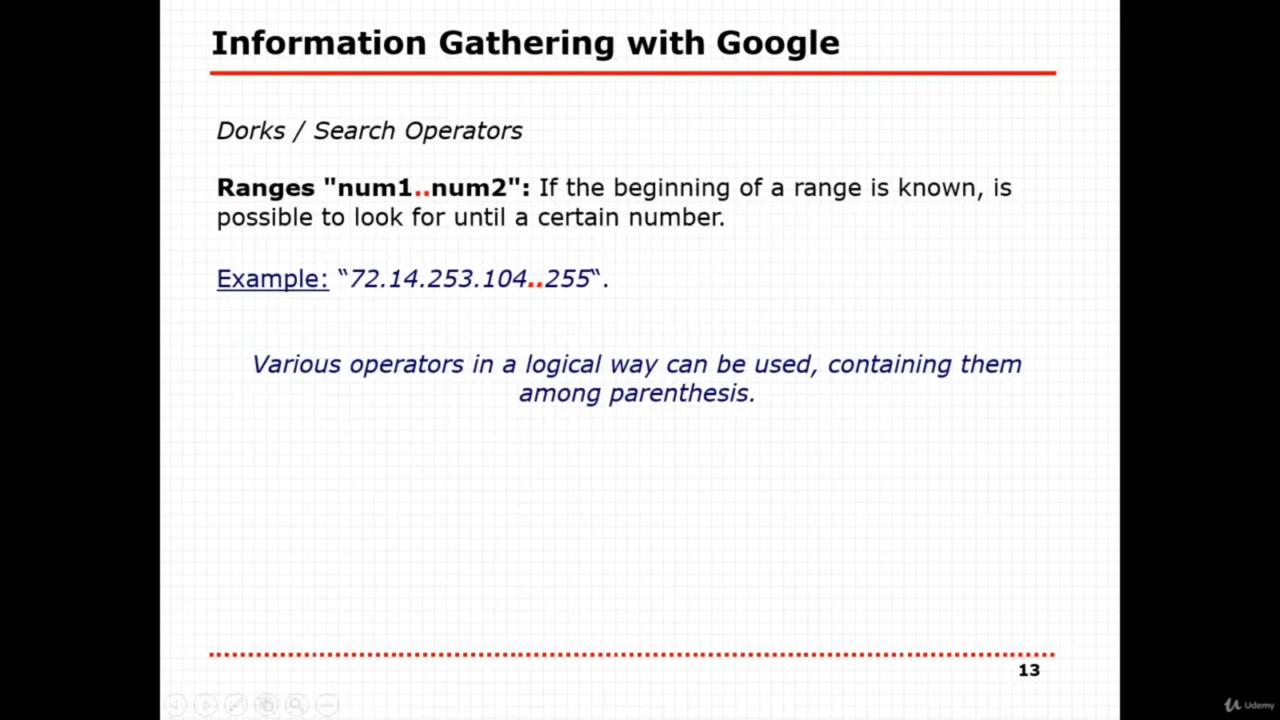 Information Gathering with Google
Dorks / Search Operators
Ranges "num1..num2": If the beginning of a range is known, is
possible to look for until a certain number.
Example: “72.14.253.104..255“.
Various operators in a logical way can be used, containing them
among parenthesis.
13
Udemy